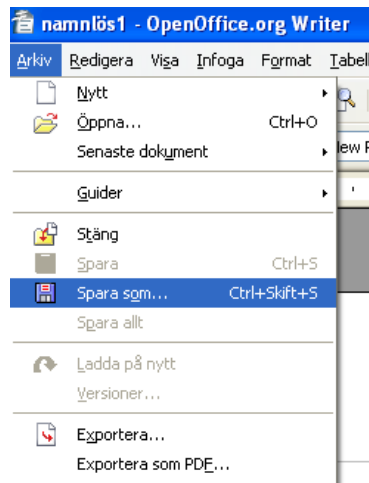 namnlös1 - OpenOffice.org Writer
Arkiv Redigera Visa Infoga Format Tabell
Nytt
Öppna... Ctrl+O
Senaste dokument
Guider
Stäng
Spara Ctrl+S
Spara som... Ctrl+Skift+S
Spara allt
Ladda på nytt
Versioner...
Exportera...
Exportera som PDF...